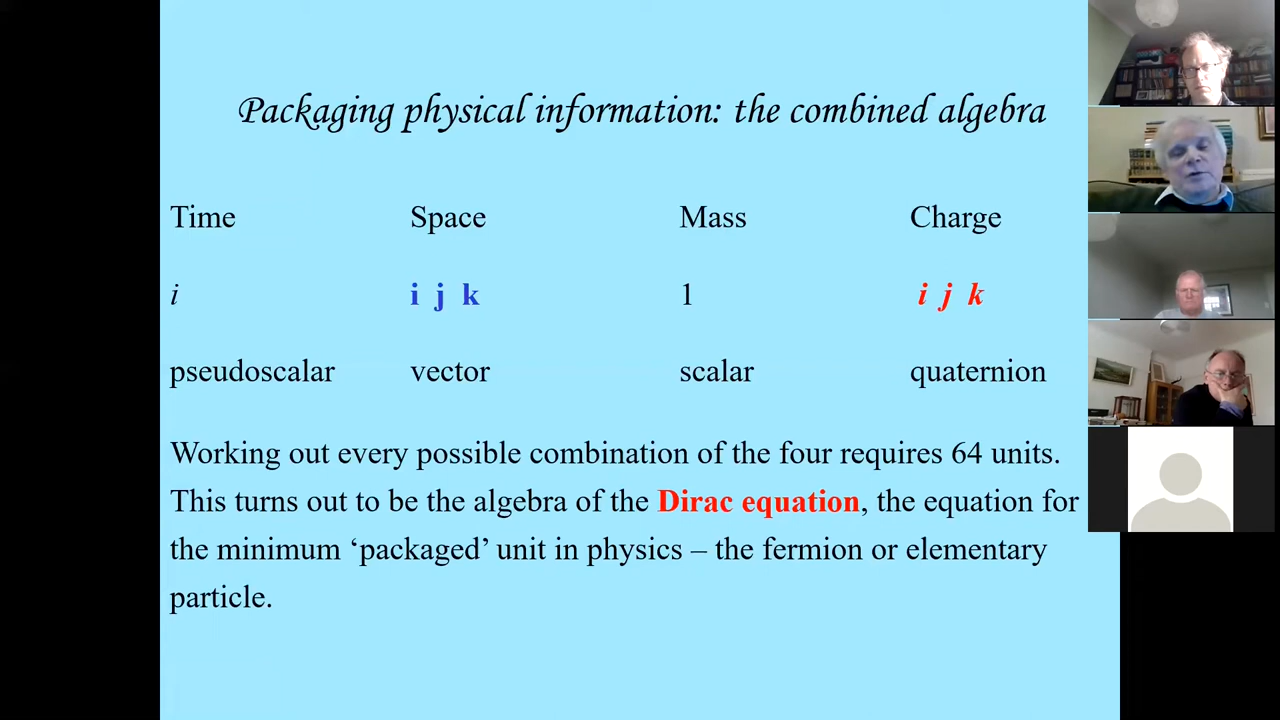 Packaging physical information: the combined algebra
Time Space Mass Charge
i i j k 1 i j k
pseudoscalar vector scalar quaternion
Working out every possible combination of the four requires 64 units.
This turns out to be the algebra of the Dirac equation, the equation for
the minimum ‘packaged’ unit in physics – the fermion or elementary
particle.